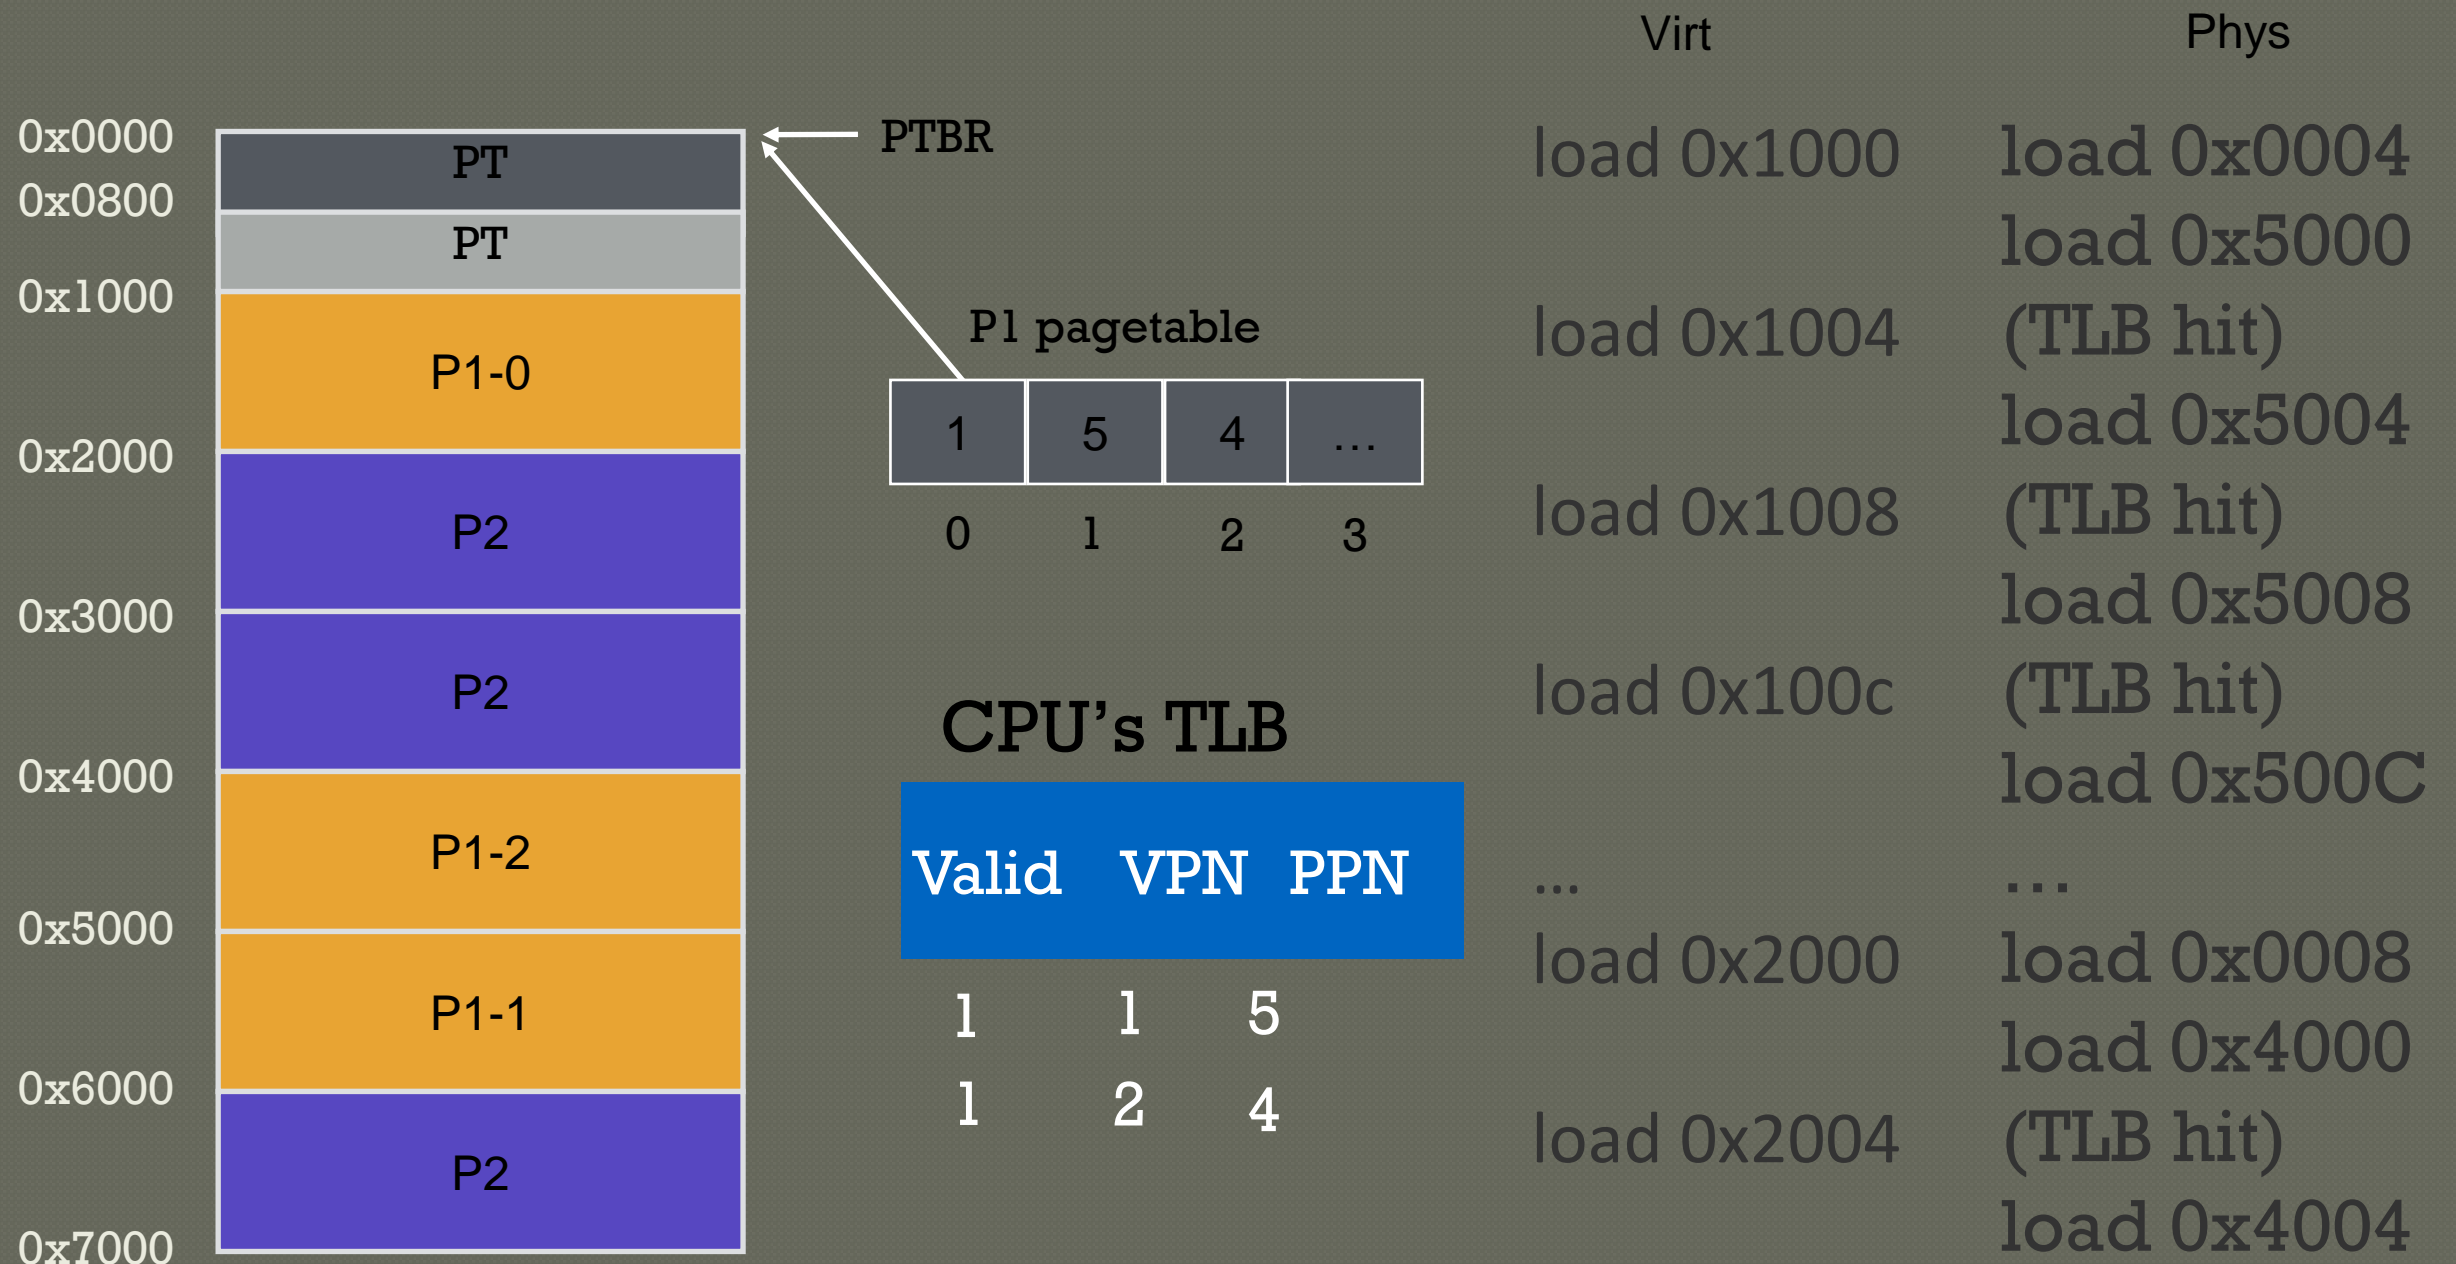 Virt
Phys
0x0000
0x0800
0x1000
0x2000
0x3000
0x4000
0x5000
0x6000
0x7000
PT
PT
P1-0
P2
P2
P1-2
P1-1
P2
PTBR
P1 pagetable
1 5 4 …
0 1 2 3
CPU’s TLB
Valid VPN PPN
1 1 5
1 2 4
load 0x1000
load 0x1004
load 0x1008
load 0x100c
...
load 0x2000
load 0x2004
load 0x0004
load 0x5000
(TLB hit)
load 0x5004
(TLB hit)
load 0x5008
(TLB hit)
load 0x500C
...
load 0x0008
load 0x4000
(TLB hit)
load 0x4004